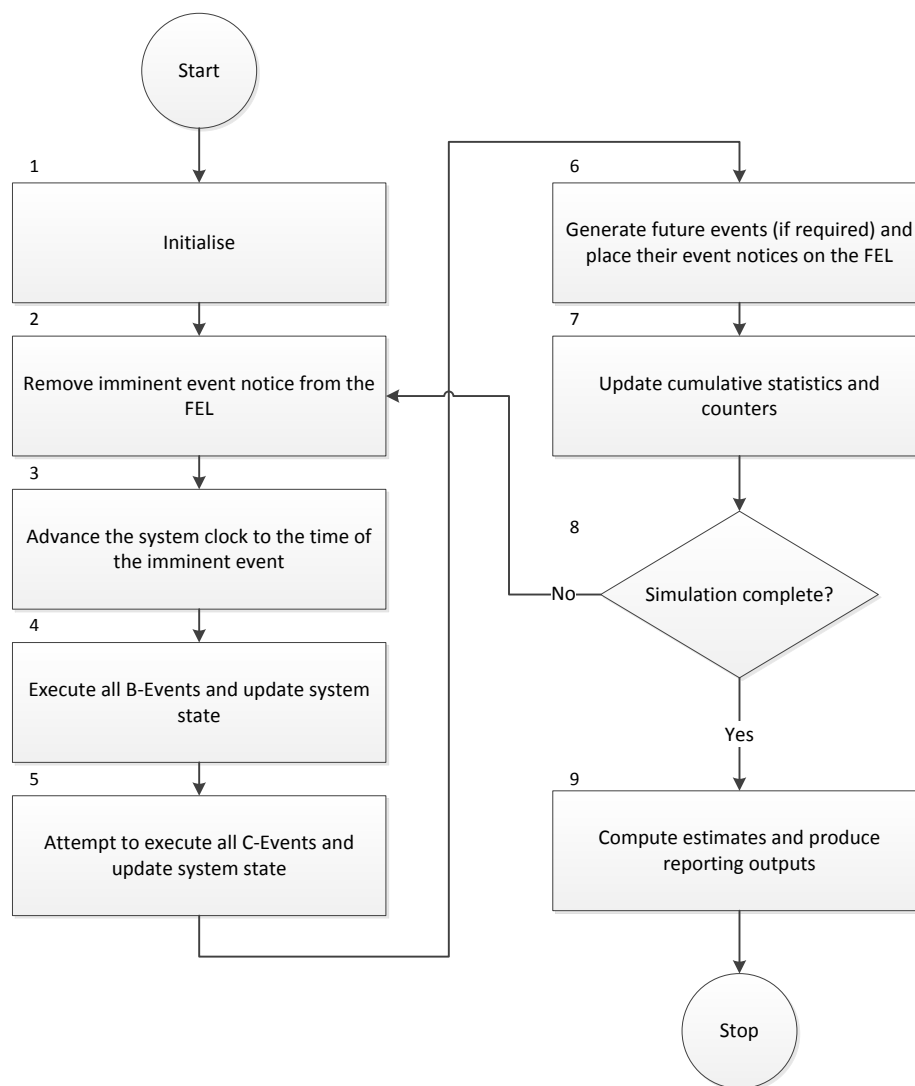 Start
1
Initialise
2
Remove imminent event notice from the
FEL
3
Advance the system clock to the time of
the imminent event
4
Execute all B-Events and update system
state
5
Attempt to execute all C-Events and
update system state
6
Generate future events (if required) and
place their event notices on the FEL
7
Update cumulative statistics and
counters
8
Simulation complete?
No
Yes
9
Compute estimates and produce
reporting outputs
Stop